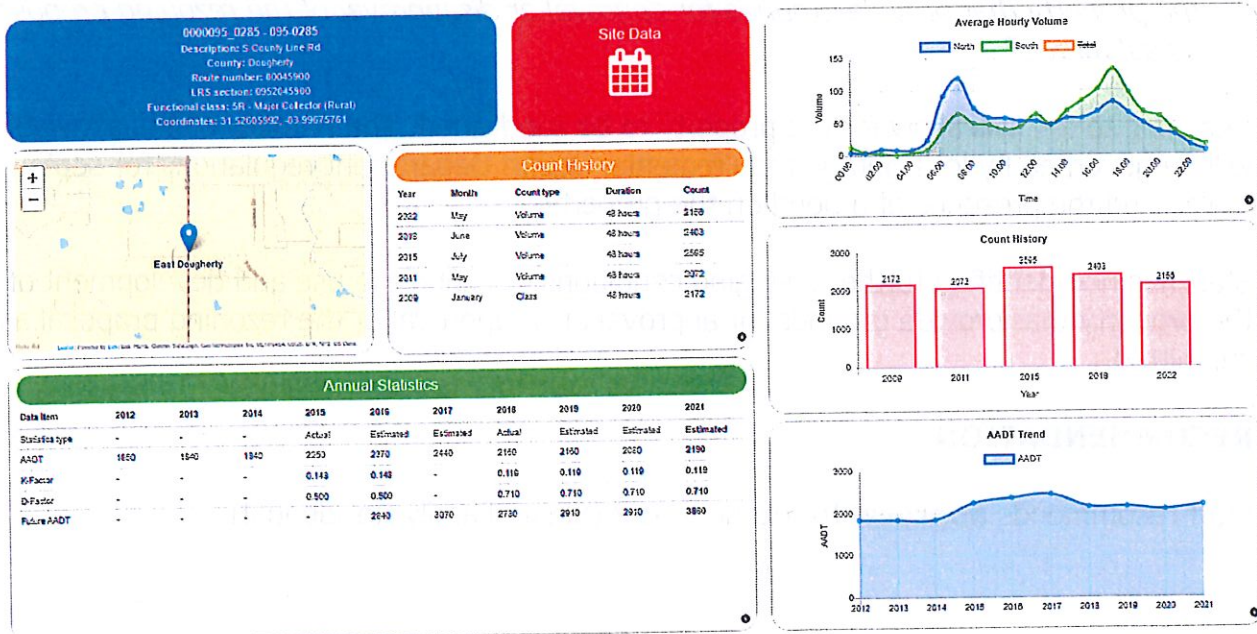 0000095_0285 - 095-0285
Description: S County Line Rd
County: Dougherty
Route number: 80045900
LRS section: 0952045900
Functional class: 5R - Major Collector (Rural)
Coordinates: 31.52605992, -83.99675761
Site Data
+
−
East Dougherty
Count History
Year Month Count type Duration Count
2022 May Volume 48 hours 2158
2018 June Volume 48 hours 2403
2015 July Volume 48 hours 2565
2011 May Volume 48 hours 2072
2009 January Class 48 hours 2172
Annual Statistics
Data Item 2012 2013 2014 2015 2016 2017 2018 2019 2020 2021
Statistics type - - - Actual Estimated Estimated Actual Estimated Estimated Estimated
AADT 1850 1840 1840 2250 2370 2440 2160 2160 2080 2190
K-Factor - - - 0.143 0.143 - 0.119 0.119 0.119 0.119
D-Factor - - - 0.500 0.500 - 0.710 0.710 0.710 0.710
Future AADT - - - - 2840 3070 2730 2910 2910 3860
Average Hourly Volume
North South Total
Volume
150
100
50
0
00:00 02:00 04:00 06:00 08:00 10:00 12:00 14:00 16:00 18:00 20:00 22:00
Time
Count History
Count
3000
2000
1000
0
2172 2072 2565 2403 2158
2009 2011 2015 2018 2022
Year
AADT Trend
AADT
AADT
3000
2000
1000
0
2012 2013 2014 2015 2016 2017 2018 2019 2020 2021